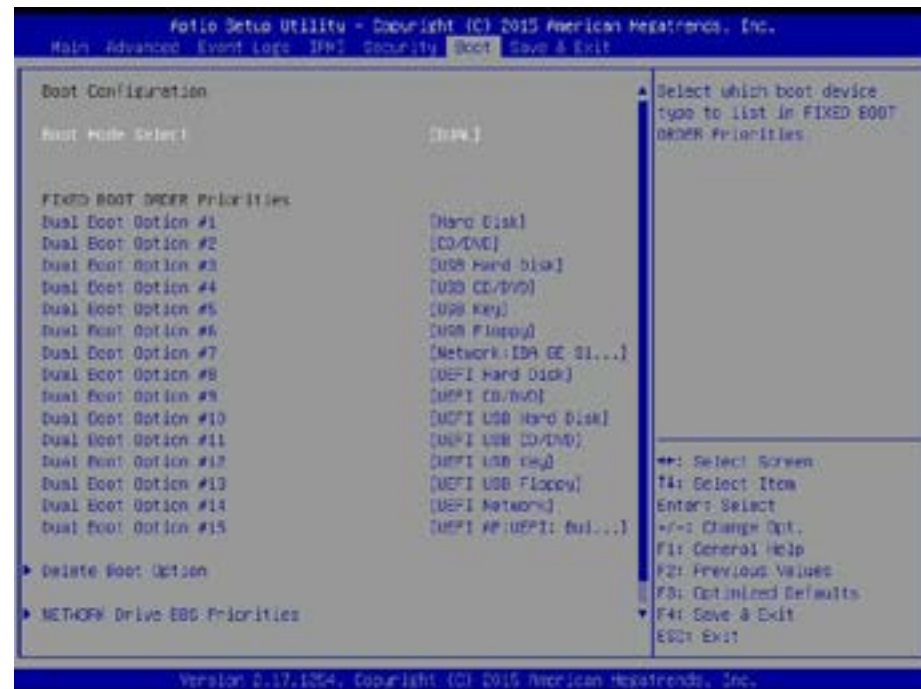 Aptio Setup Utility - Copyright (C) 2015 American Megatrends, Inc.
Main Advanced Event Logs IPMI Security Boot Save & Exit
Boot Configuration
Boot Mode Select [DUAL]
FIXED BOOT ORDER Priorities
Dual Boot Option #1 [Hard Disk]
Dual Boot Option #2 [CD/DVD]
Dual Boot Option #3 [USB Hard Disk]
Dual Boot Option #4 [USB CD/DVD]
Dual Boot Option #5 [USB Key]
Dual Boot Option #6 [USB Floppy]
Dual Boot Option #7 [Network:IBA GE Sl...]
Dual Boot Option #8 [UEFI Hard Disk]
Dual Boot Option #9 [UEFI CD/DVD]
Dual Boot Option #10 [UEFI USB Hard Disk]
Dual Boot Option #11 [UEFI USB CD/DVD]
Dual Boot Option #12 [UEFI USB Key]
Dual Boot Option #13 [UEFI USB Floppy]
Dual Boot Option #14 [UEFI Network]
Dual Boot Option #15 [UEFI AP:UEFI: Bui...]
Delete Boot Option
NETWORK Drive BBS Priorities
Select which boot device
type to list in FIXED BOOT
ORDER Priorities
↔: Select Screen
↑↓: Select Item
Enter: Select
+/-: Change Opt.
F1: General Help
F2: Previous Values
F3: Optimized Defaults
F4: Save & Exit
ESC: Exit
Version 2.17.1254. Copyright (C) 2015 American Megatrends, Inc.